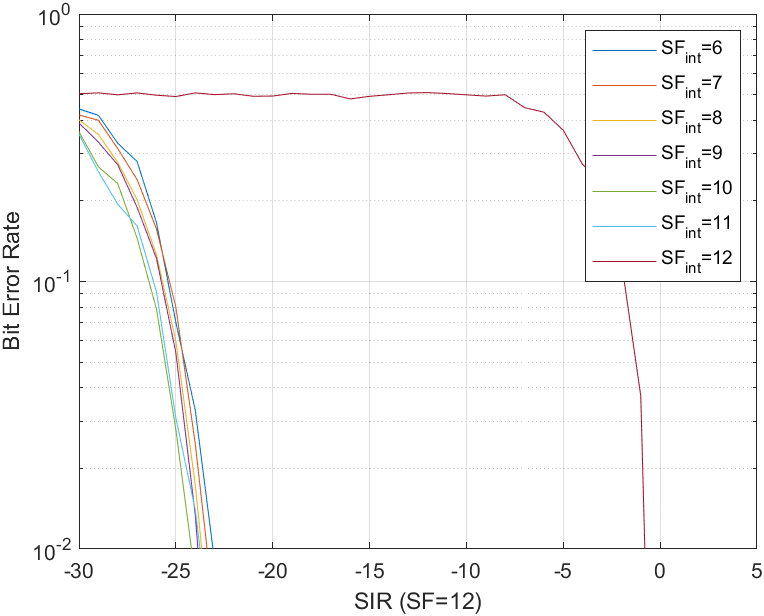 10^0
10^-1
10^-2
Bit Error Rate
SF_int=6
SF_int=7
SF_int=8
SF_int=9
SF_int=10
SF_int=11
SF_int=12
-30 -25 -20 -15 -10 -5 0 5
SIR (SF=12)